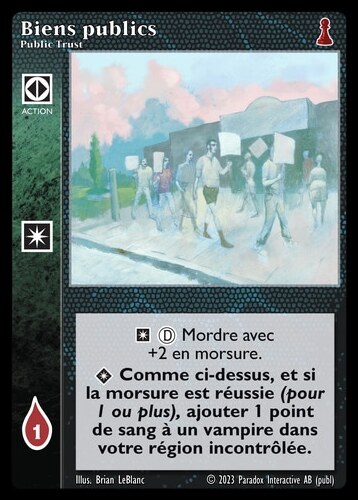 Biens publics
Public Trust
ACTION
D Mordre avec
+2 en morsure.
Comme ci-dessus, et si
la morsure est réussie (pour
1 ou plus), ajouter 1 point
de sang à un vampire dans
votre région incontrôlée.
1
Illus. Brian LeBlanc © 2023 Paradox Interactive AB (publ)